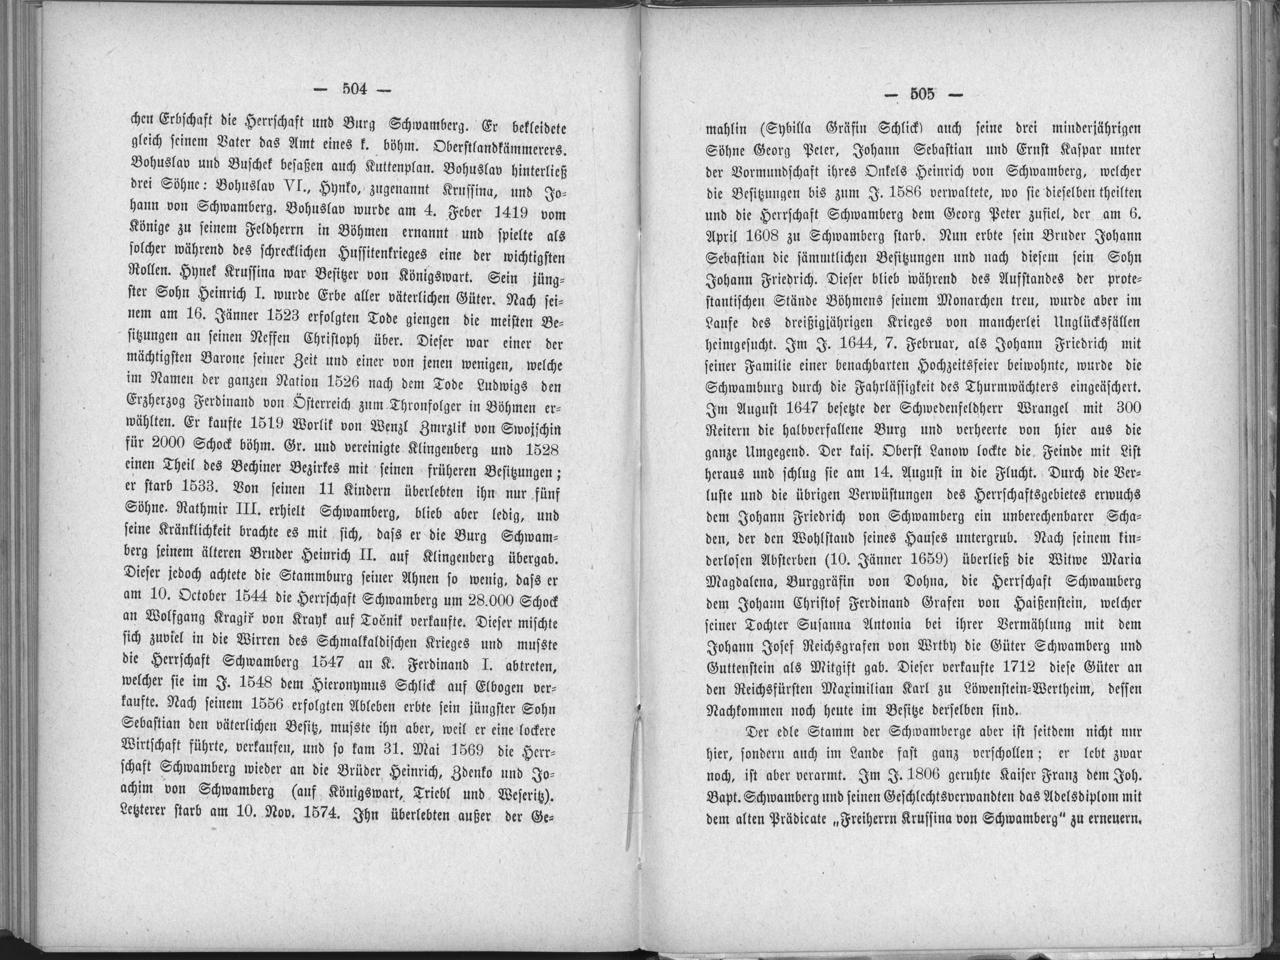 — 504 —
chen Erbschaft die Herrschaft und Burg Schwamberg. Er bekleidete
gleich seinem Vater das Amt eines k. böhm. Oberstlandkämmerers.
Bohuslav und Buschek besaßen auch Kuttenplan. Bohuslav hinterließ
drei Söhne: Bohuslav VI., Hynko, zugenannt Krussina, und Jo-
hann von Schwamberg. Bohuslav wurde am 4. Feber 1419 vom
Könige zu seinem Feldherrn in Böhmen ernannt und spielte als
solcher während des schrecklichen Hussitenkrieges eine der wichtigsten
Rollen. Hynek Krussina war Besitzer von Königswart. Sein jüng-
ster Sohn Heinrich I. wurde Erbe aller väterlichen Güter. Nach sei-
nem am 16. Jänner 1523 erfolgten Tode giengen die meisten Be-
sitzungen an seinen Neffen Christoph über. Dieser war einer der
mächtigsten Barone seiner Zeit und einer von jenen wenigen, welche
im Namen der ganzen Nation 1526 nach dem Tode Ludwigs den
Erzherzog Ferdinand von Österreich zum Thronfolger in Böhmen er-
wählten. Er kaufte 1519 Worlik von Wenzl Zmrzlik von Swojschin
für 2000 Schock böhm. Gr. und vereinigte Klingenberg und 1528
einen Theil des Bechiner Bezirkes mit seinen früheren Besitzungen;
er starb 1533. Von seinen 11 Kindern überlebten ihn nur fünf
Söhne. Rathmir III. erhielt Schwamberg, blieb aber ledig, und
seine Kränklichkeit brachte es mit sich, dass er die Burg Schwam-
berg seinem älteren Bruder Heinrich II. auf Klingenberg übergab.
Dieser jedoch achtete die Stammburg seiner Ahnen so wenig, dass er
am 10. October 1544 die Herrschaft Schwamberg um 28.000 Schock
an Wolfgang Kragiř von Krayk auf Točnik verkaufte. Dieser mischte
sich zuviel in die Wirren des Schmalkaldischen Krieges und musste
die Herrschaft Schwamberg 1547 an K. Ferdinand I. abtreten,
welcher sie im J. 1548 dem Hieronymus Schlick auf Elbogen ver-
kaufte. Nach seinem 1556 erfolgten Ableben erbte sein jüngster Sohn
Sebastian den väterlichen Besitz, musste ihn aber, weil er eine lockere
Wirtschaft führte, verkaufen, und so kam 31. Mai 1569 die Herr-
schaft Schwamberg wieder an die Brüder Heinrich, Zdenko und Jo-
achim von Schwamberg (auf Königswart, Triebl und Weseritz).
Letzterer starb am 10. Nov. 1574. Ihn überlebten außer der Ge-
— 505 —
mahlin (Sybilla Gräfin Schlick) auch seine drei minderjährigen
Söhne Georg Peter, Johann Sebastian und Ernst Kaspar unter
der Vormundschaft ihres Onkels Heinrich von Schwamberg, welcher
die Besitzungen bis zum J. 1586 verwaltete, wo sie dieselben theilten
und die Herrschaft Schwamberg dem Georg Peter zufiel, der am 6.
April 1608 zu Schwamberg starb. Nun erbte sein Bruder Johann
Sebastian die sämmtlichen Besitzungen und nach diesem sein Sohn
Johann Friedrich. Dieser blieb während des Aufstandes der prote-
stantischen Stände Böhmens seinem Monarchen treu, wurde aber im
Laufe des dreißigjährigen Krieges von mancherlei Unglücksfällen
heimgesucht. Im J. 1644, 7. Februar, als Johann Friedrich mit
seiner Familie einer benachbarten Hochzeitsfeier beiwohnte, wurde die
Schwamburg durch die Fahrlässigkeit des Thurmwächters eingeäschert.
Im August 1647 besetzte der Schwedenfeldherr Wrangel mit 300
Reitern die halbverfallene Burg und verheerte von hier aus die
ganze Umgegend. Der kais. Oberst Lanow lockte die Feinde mit List
heraus und schlug sie am 14. August in die Flucht. Durch die Ver-
luste und die übrigen Verwüstungen des Herrschaftsgebietes erwuchs
dem Johann Friedrich von Schwamberg ein unberechenbarer Scha-
den, der den Wohlstand seines Hauses untergrub. Nach seinem kin-
derlosen Absterben (10. Jänner 1659) überließ die Witwe Maria
Magdalena, Burggräfin von Dohna, die Herrschaft Schwamberg
dem Johann Christof Ferdinand Grafen von Haißenstein, welcher
seiner Tochter Susanna Antonia bei ihrer Vermählung mit dem
Johann Josef Reichsgrafen von Wrtby die Güter Schwamberg und
Guttenstein als Mitgift gab. Dieser verkaufte 1712 diese Güter an
den Reichsfürsten Maximilian Karl zu Löwenstein-Wertheim, dessen
Nachkommen noch heute im Besitze derselben sind.
Der edle Stamm der Schwamberge aber ist seitdem nicht nur
hier, sondern auch im Lande fast ganz verschollen; er lebt zwar
noch, ist aber verarmt. Im J. 1806 geruhte Kaiser Franz dem Joh.
Bapt. Schwamberg und seinen Geschlechtsverwandten das Adelsdiplom mit
dem alten Prädicate „Freiherrn Krussina von Schwamberg“ zu erneuern.